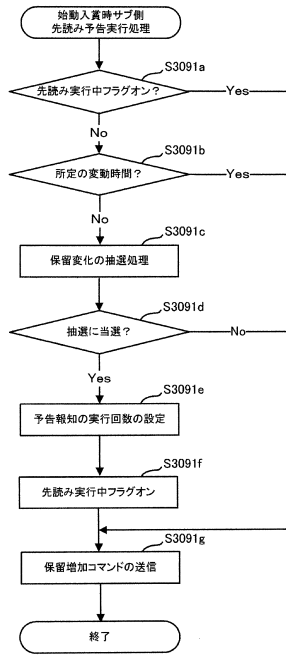 始動入賞時サブ側
先読み予告実行処理
S3091a
先読み実行中フラグオン?
Yes
No
S3091b
所定の変動時間?
Yes
No
S3091c
保留変化の抽選処理
S3091d
抽選に当選?
No
Yes
S3091e
予告報知の実行回数の設定
S3091f
先読み実行中フラグオン
S3091g
保留増加コマンドの送信
終了